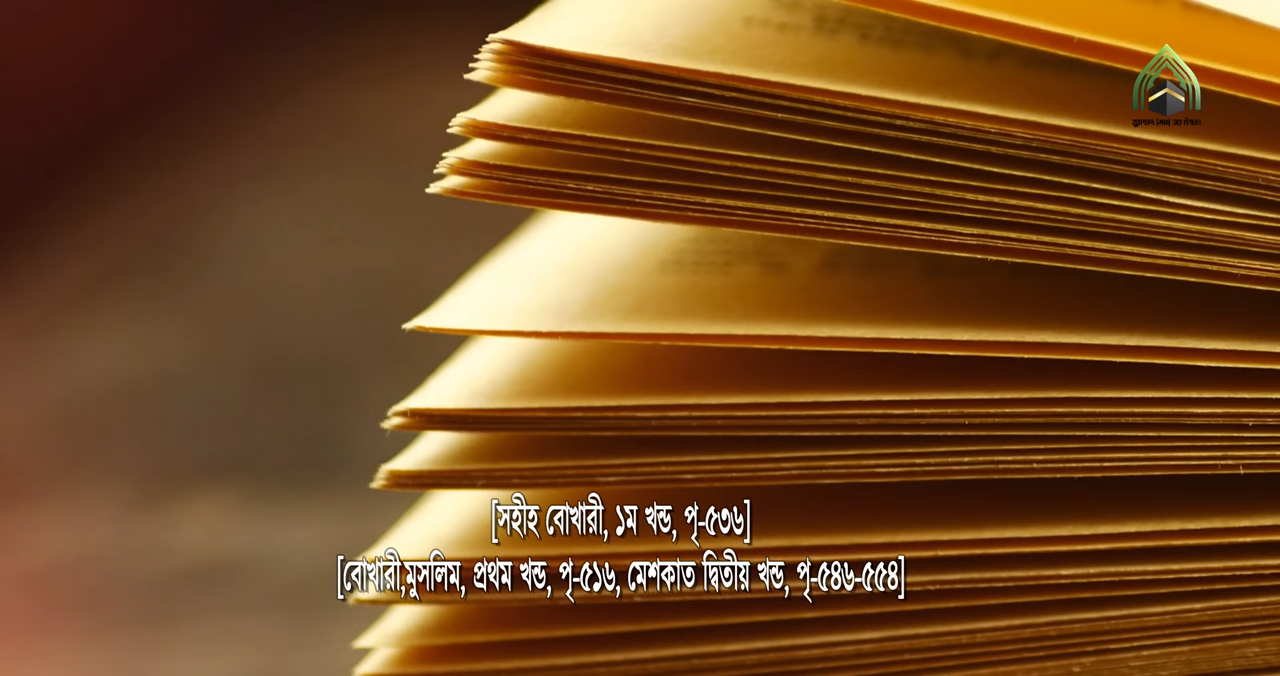 [সহীহ বোখারী, ১ম খন্ড, পৃ-৫৩৬]
[বোখারী,মুসলিম, প্রথম খন্ড, পৃ-৫১৬, মেশকাত দ্বিতীয় খন্ড, পৃ-৫৪৬-৫৫৪]